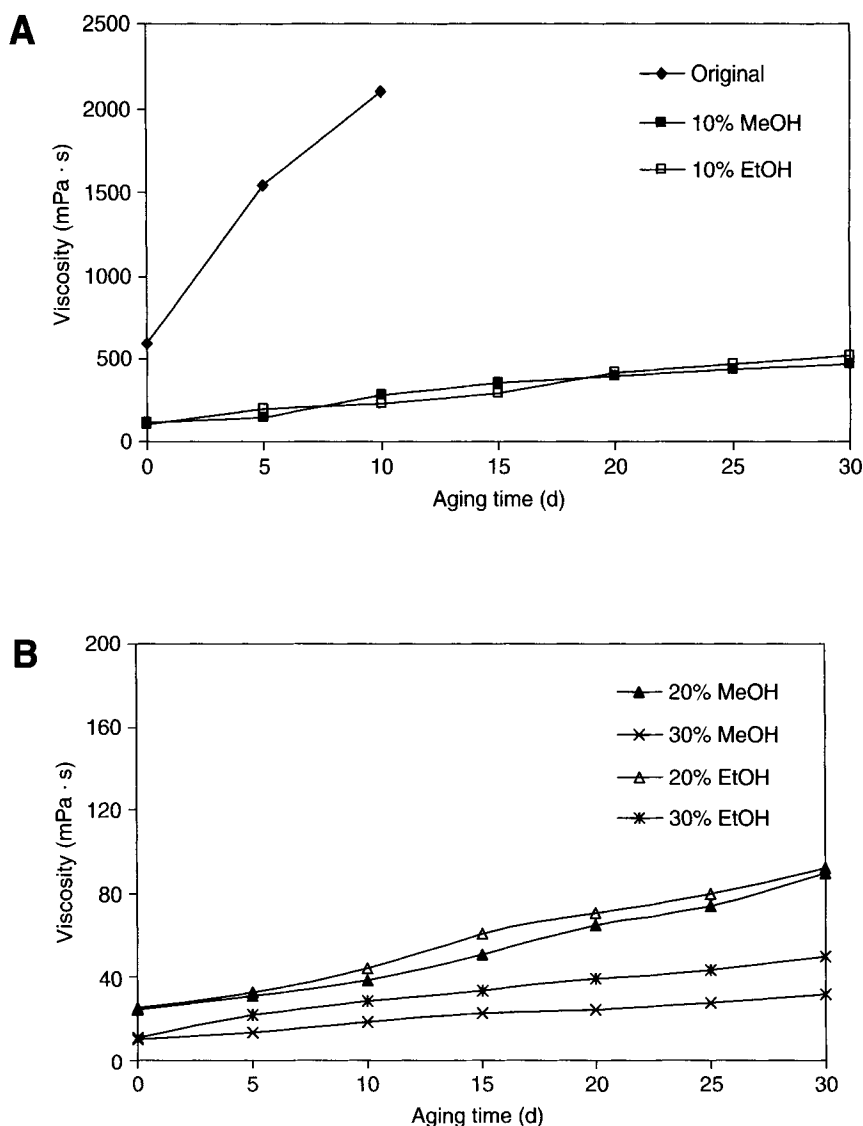 A
2500
2000
1500
1000
500
0
Viscosity (mPa · s)
Original
10% MeOH
10% EtOH
0 5 10 15 20 25 30
Aging time (d)
B
200
160
120
80
40
0
Viscosity (mPa · s)
20% MeOH
30% MeOH
20% EtOH
30% EtOH
0 5 10 15 20 25 30
Aging time (d)